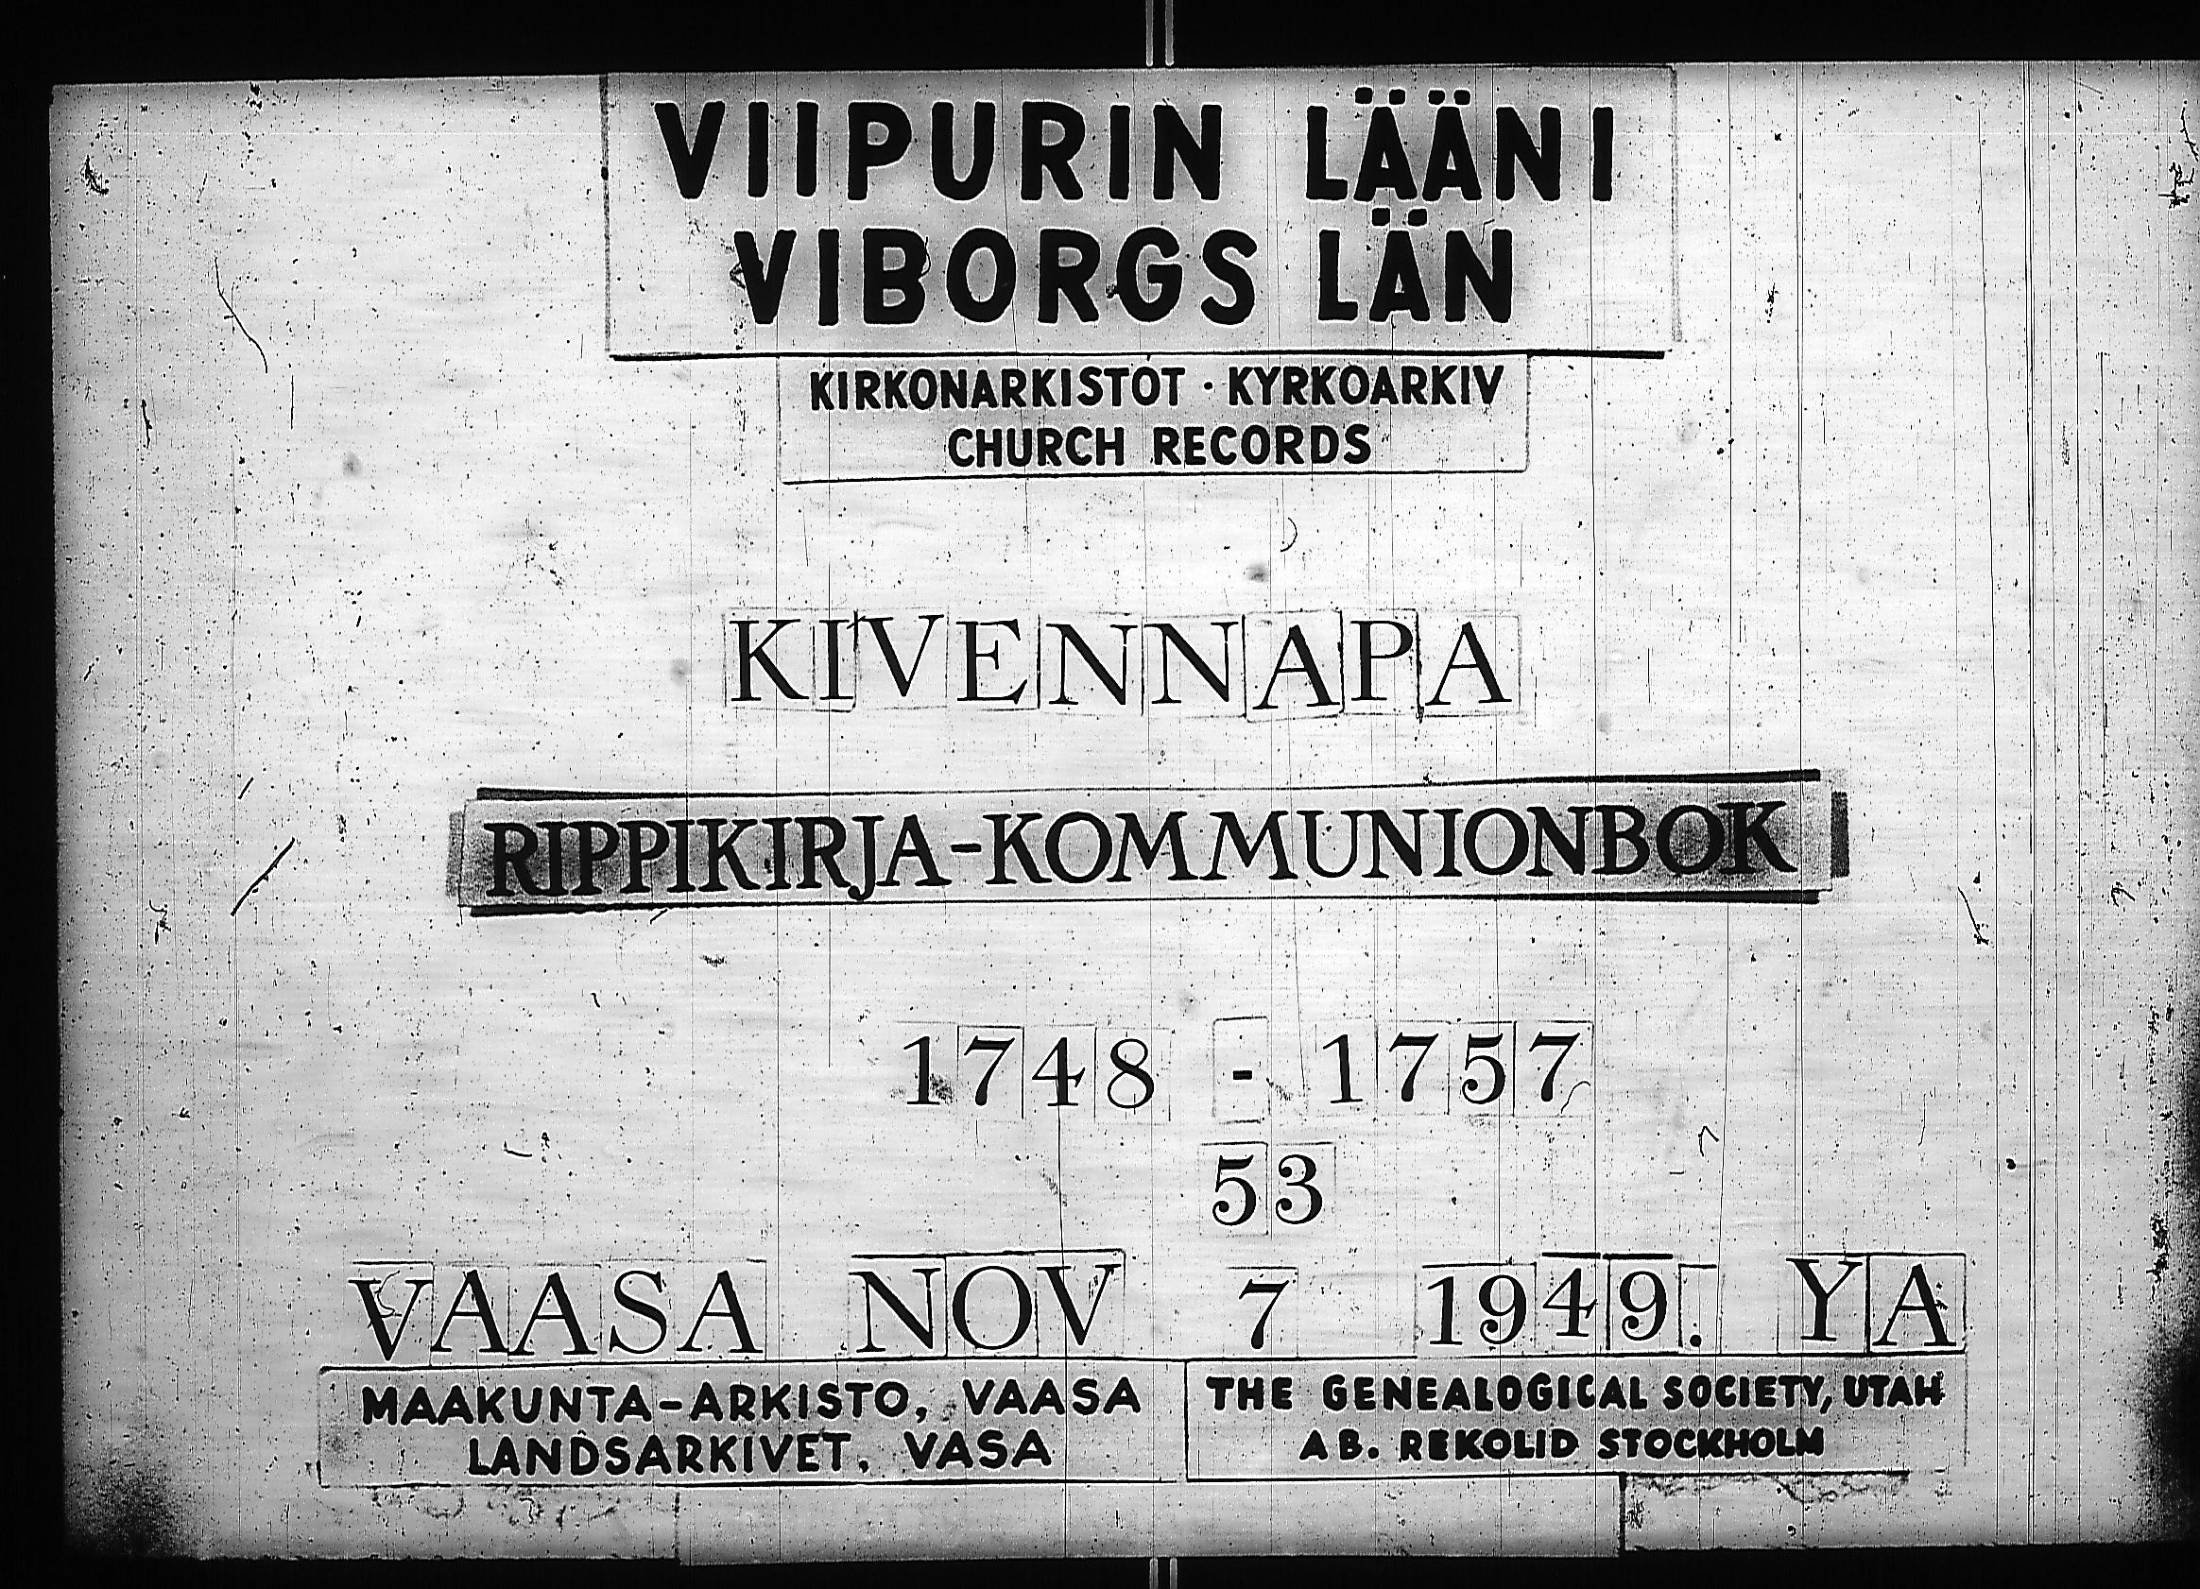 VIIPURIN LÄÄNI
VIBORGS LÄN
KIRKONARKISTOT · KYRKOARKIV
CHURCH RECORDS
KIVENNAPA
RIPPIKIRJA-KOMMUNIONBOK
1748 - 1757
53
VAASA NOV 7 1949. YA
MAAKUNTA-ARKISTO, VAASA
LANDSARKIVET, VASA
THE GENEALOGICAL SOCIETY, UTAH
AB. REKOLID STOCKHOLM